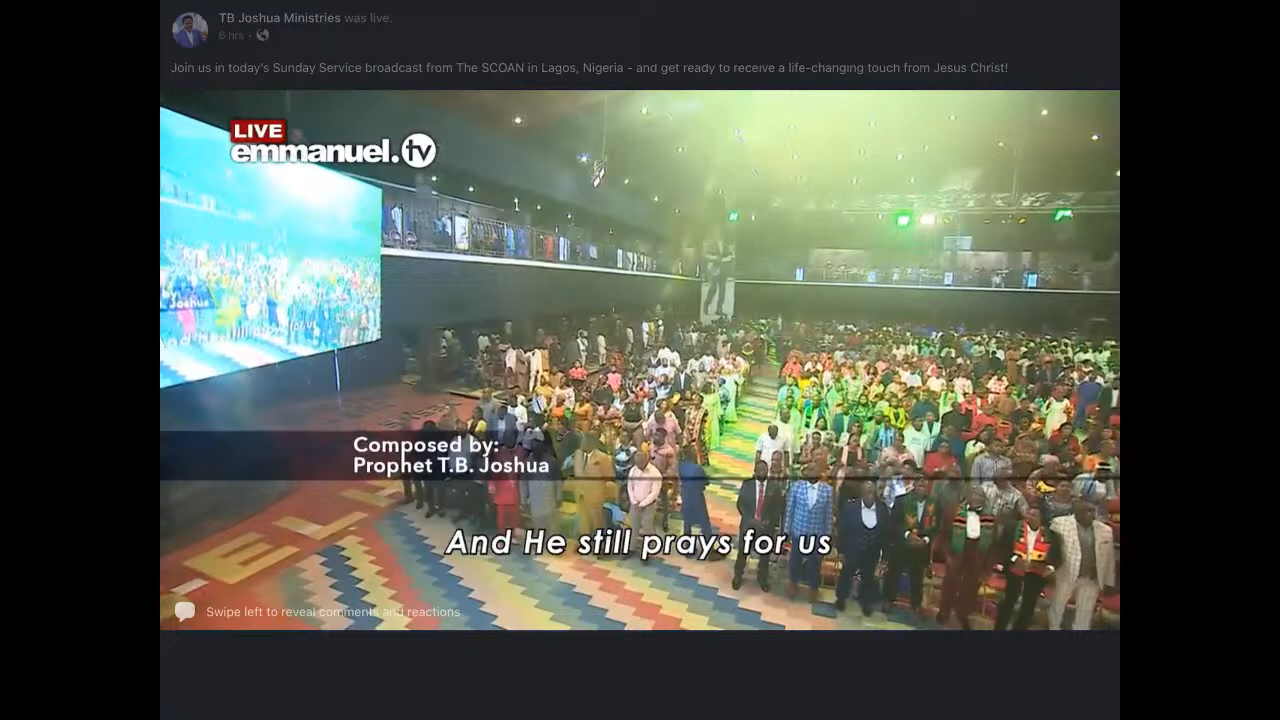 TB Joshua Ministries was live.
6 hrs ·
Join us in today's Sunday Service broadcast from The SCOAN in Lagos, Nigeria - and get ready to receive a life-changing touch from Jesus Christ!
LIVE
emmanuel.tv
Composed by:
Prophet T.B. Joshua
And He still prays for us
Swipe left to reveal comments and reactions